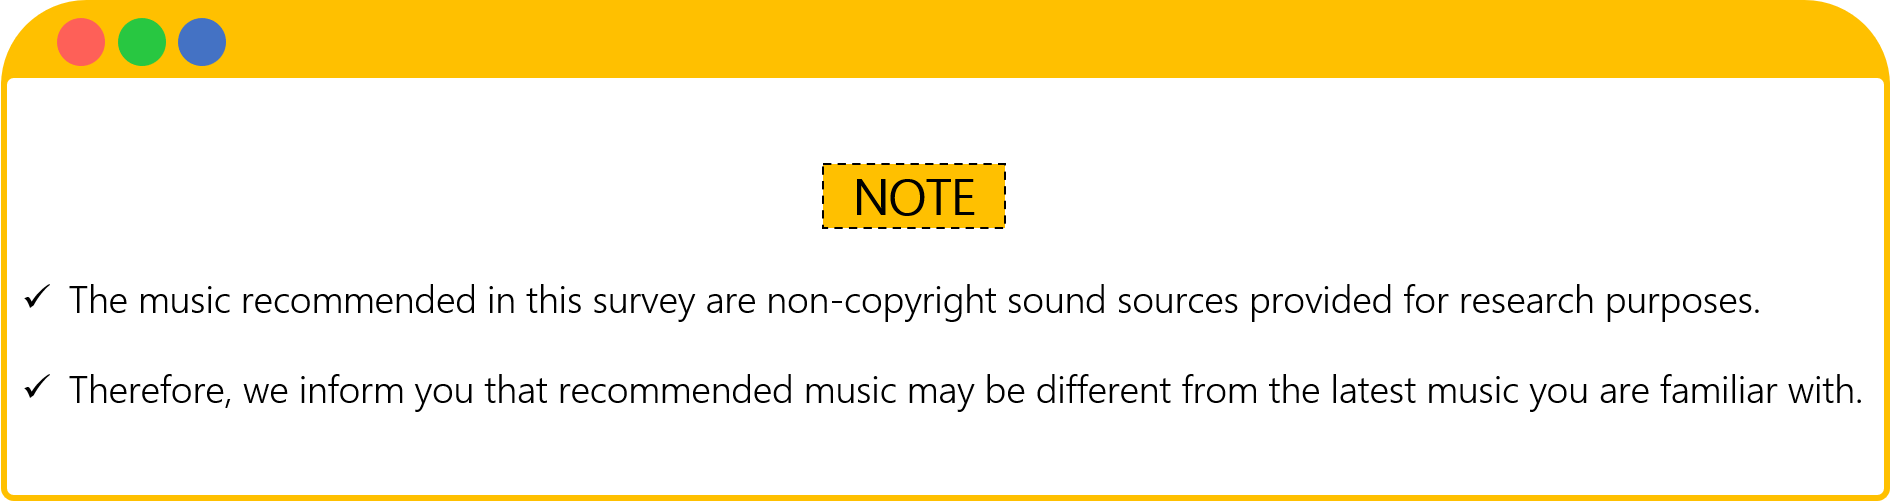 NOTE
✓ The music recommended in this survey are non-copyright sound sources provided for research purposes.
✓ Therefore, we inform you that recommended music may be different from the latest music you are familiar with.